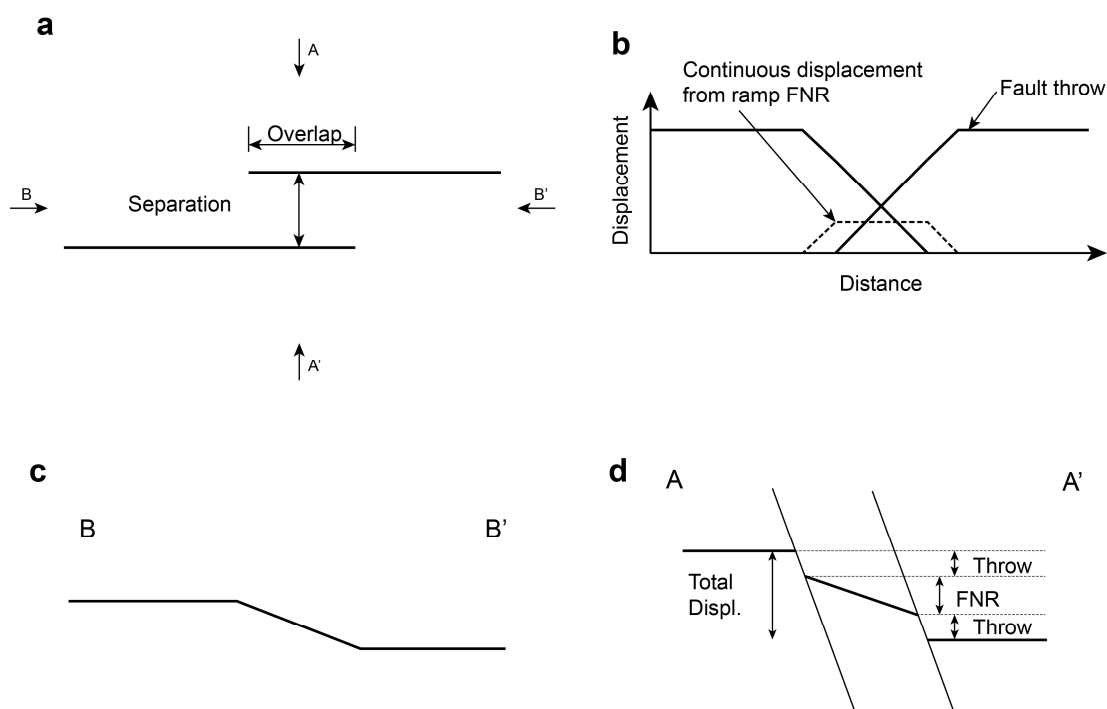 a
A
Overlap
B
B'
Separation
A'
b
Continuous displacement
from ramp FNR
Fault throw
Displacement
Distance
c
B
B'
d
A
A'
Total
Displ.
Throw
FNR
Throw